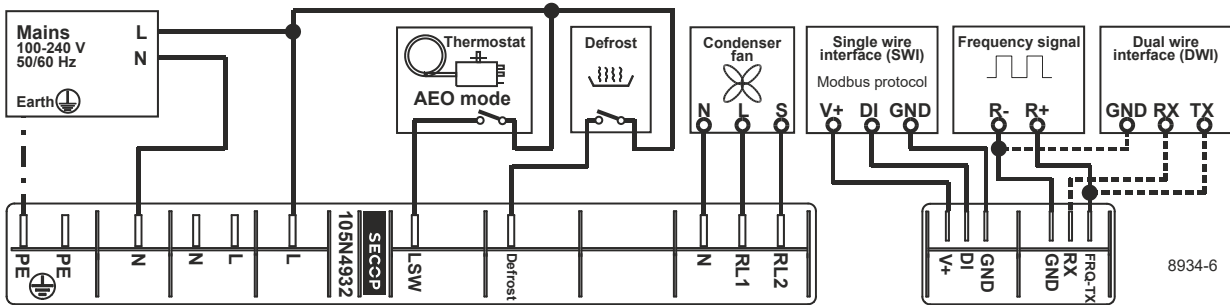 Mains
100-240 V
50/60 Hz
L
N
Earth
Thermostat
AEO mode
Defrost
Condenser
fan
N L S
Single wire
interface (SWI)
Modbus protocol
V+ DI GND
Frequency signal
R- R+
Dual wire
interface (DWI)
GND RX TX
PE
PE
N
N
L
L
105N4932
SECOP
LSW
Defrost
N
RL1
RL2
V+
DI
GND
GND
RX
FRQ-TX
8934-6